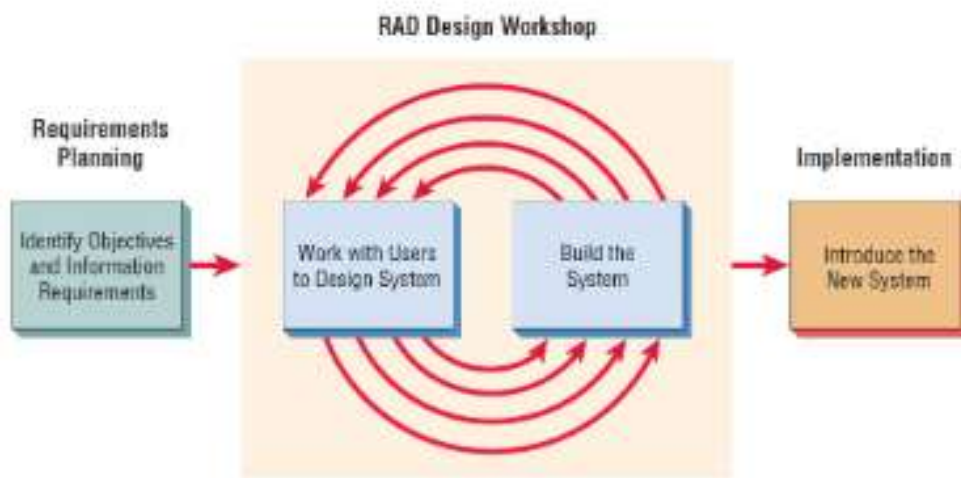 RAD Design Workshop
Requirements
Planning
Identify Objectives
and Information
Requirements
Work with Users
to Design System
Build the
System
Implementation
Introduce the
New System